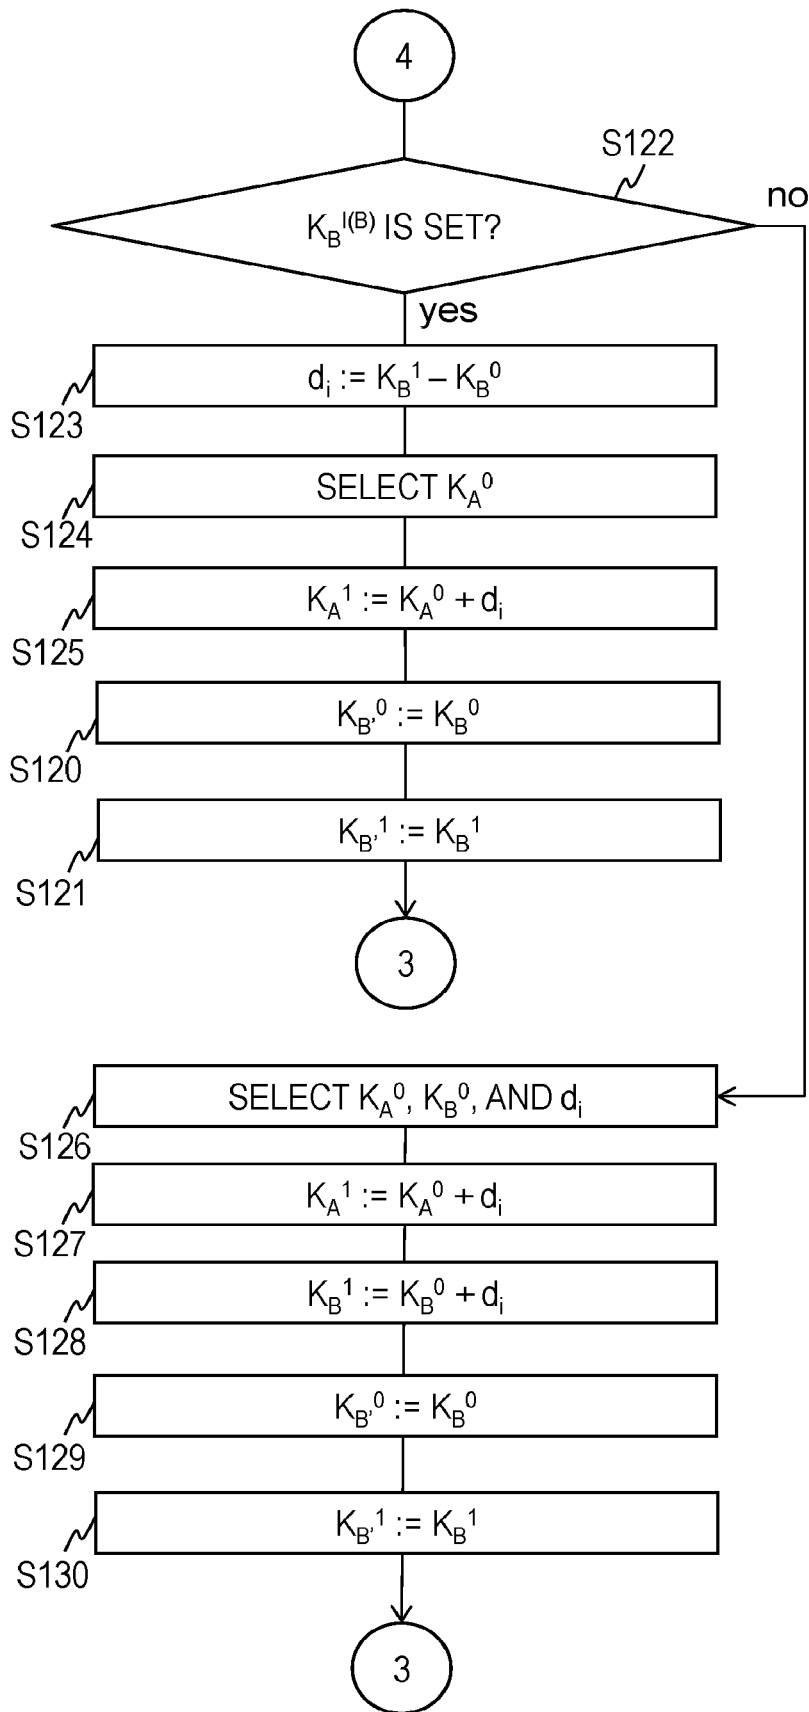 4
S122
no
K_B^I(B) IS SET?
yes
d_i := K_B^1 – K_B^0
S123
SELECT K_A^0
S124
K_A^1 := K_A^0 + d_i
S125
K_B'^0 := K_B^0
S120
K_B'^1 := K_B^1
S121
3
SELECT K_A^0, K_B^0, AND d_i
S126
K_A^1 := K_A^0 + d_i
S127
K_B^1 := K_B^0 + d_i
S128
K_B'^0 := K_B^0
S129
K_B'^1 := K_B^1
S130
3